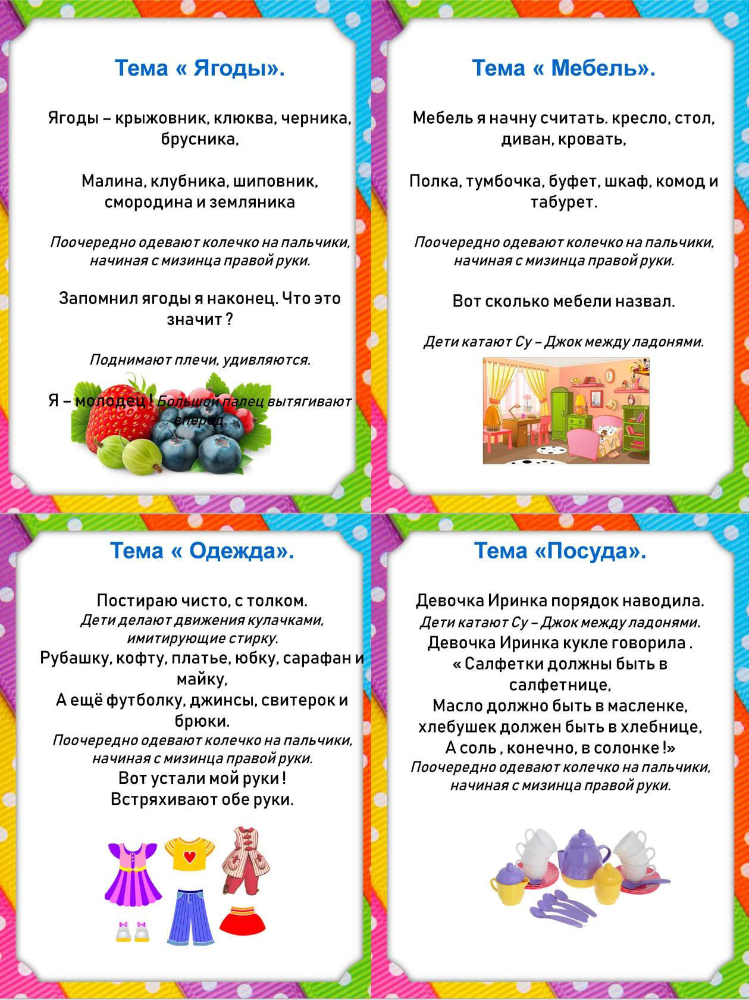 Тема « Ягоды».
Ягоды – крыжовник, клюква, черника,
брусника,
Малина, клубника, шиповник,
смородина и земляника
Поочередно одевают колечко на пальчики,
начиная с мизинца правой руки.
Запомнил ягоды я наконец. Что это
значит ?
Поднимают плечи, удивляются.
Я – молодец ! Большой палец вытягивают
вперед.
Тема « Мебель».
Мебель я начну считать. кресло, стол,
диван, кровать,
Полка, тумбочка, буфет, шкаф, комод и
табурет.
Поочередно одевают колечко на пальчики,
начиная с мизинца правой руки.
Вот сколько мебели назвал.
Дети катают Су – Джок между ладонями.
Тема « Одежда».
Постираю чисто, с толком.
Дети делают движения кулачками,
имитирующие стирку.
Рубашку, кофту, платье, юбку, сарафан и
майку,
А ещё футболку, джинсы, свитерок и
брюки.
Поочередно одевают колечко на пальчики,
начиная с мизинца правой руки.
Вот устали мой руки !
Встряхивают обе руки.
Тема «Посуда».
Девочка Иринка порядок наводила.
Дети катают Су – Джок между ладонями.
Девочка Иринка кукле говорила .
« Салфетки должны быть в
салфетнице,
Масло должно быть в масленке,
хлебушек должен быть в хлебнице,
А соль , конечно, в солонке !»
Поочередно одевают колечко на пальчики,
начиная с мизинца правой руки.